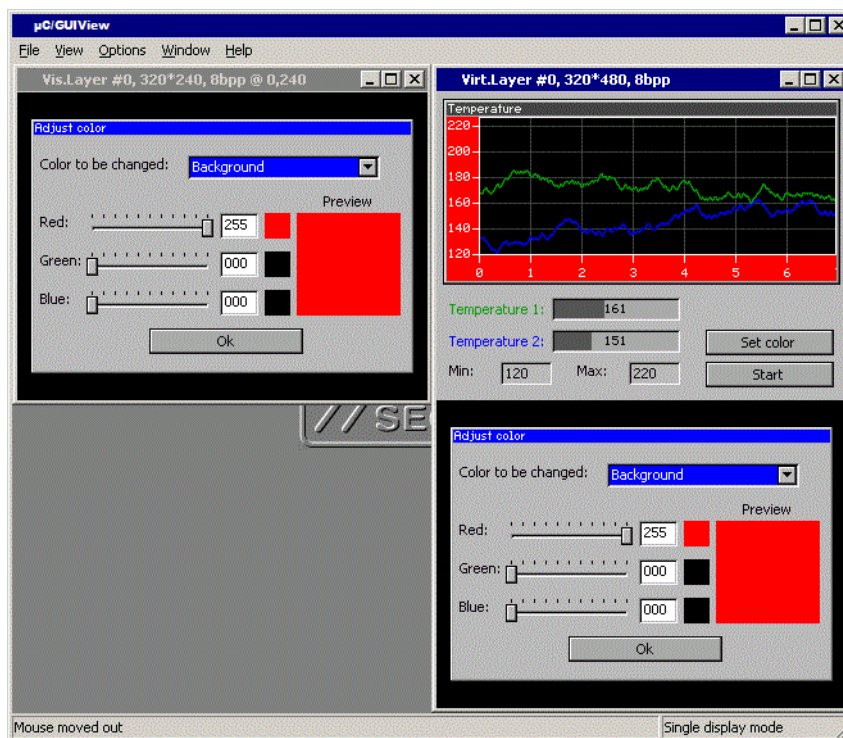 µC/GUIView
File View Options Window Help
Vis.Layer #0, 320*240, 8bpp @ 0,240
Adjust color
Color to be changed: Background
Preview
Red: 255
Green: 000
Blue: 000
Ok
// SEG
Virt.Layer #0, 320*480, 8bpp
Temperature
220
200
180
160
140
120
0 1 2 3 4 5 6
Temperature 1: 161
Temperature 2: 151 Set color
Min: 120 Max: 220 Start
Adjust color
Color to be changed: Background
Preview
Red: 255
Green: 000
Blue: 000
Ok
Mouse moved out Single display mode